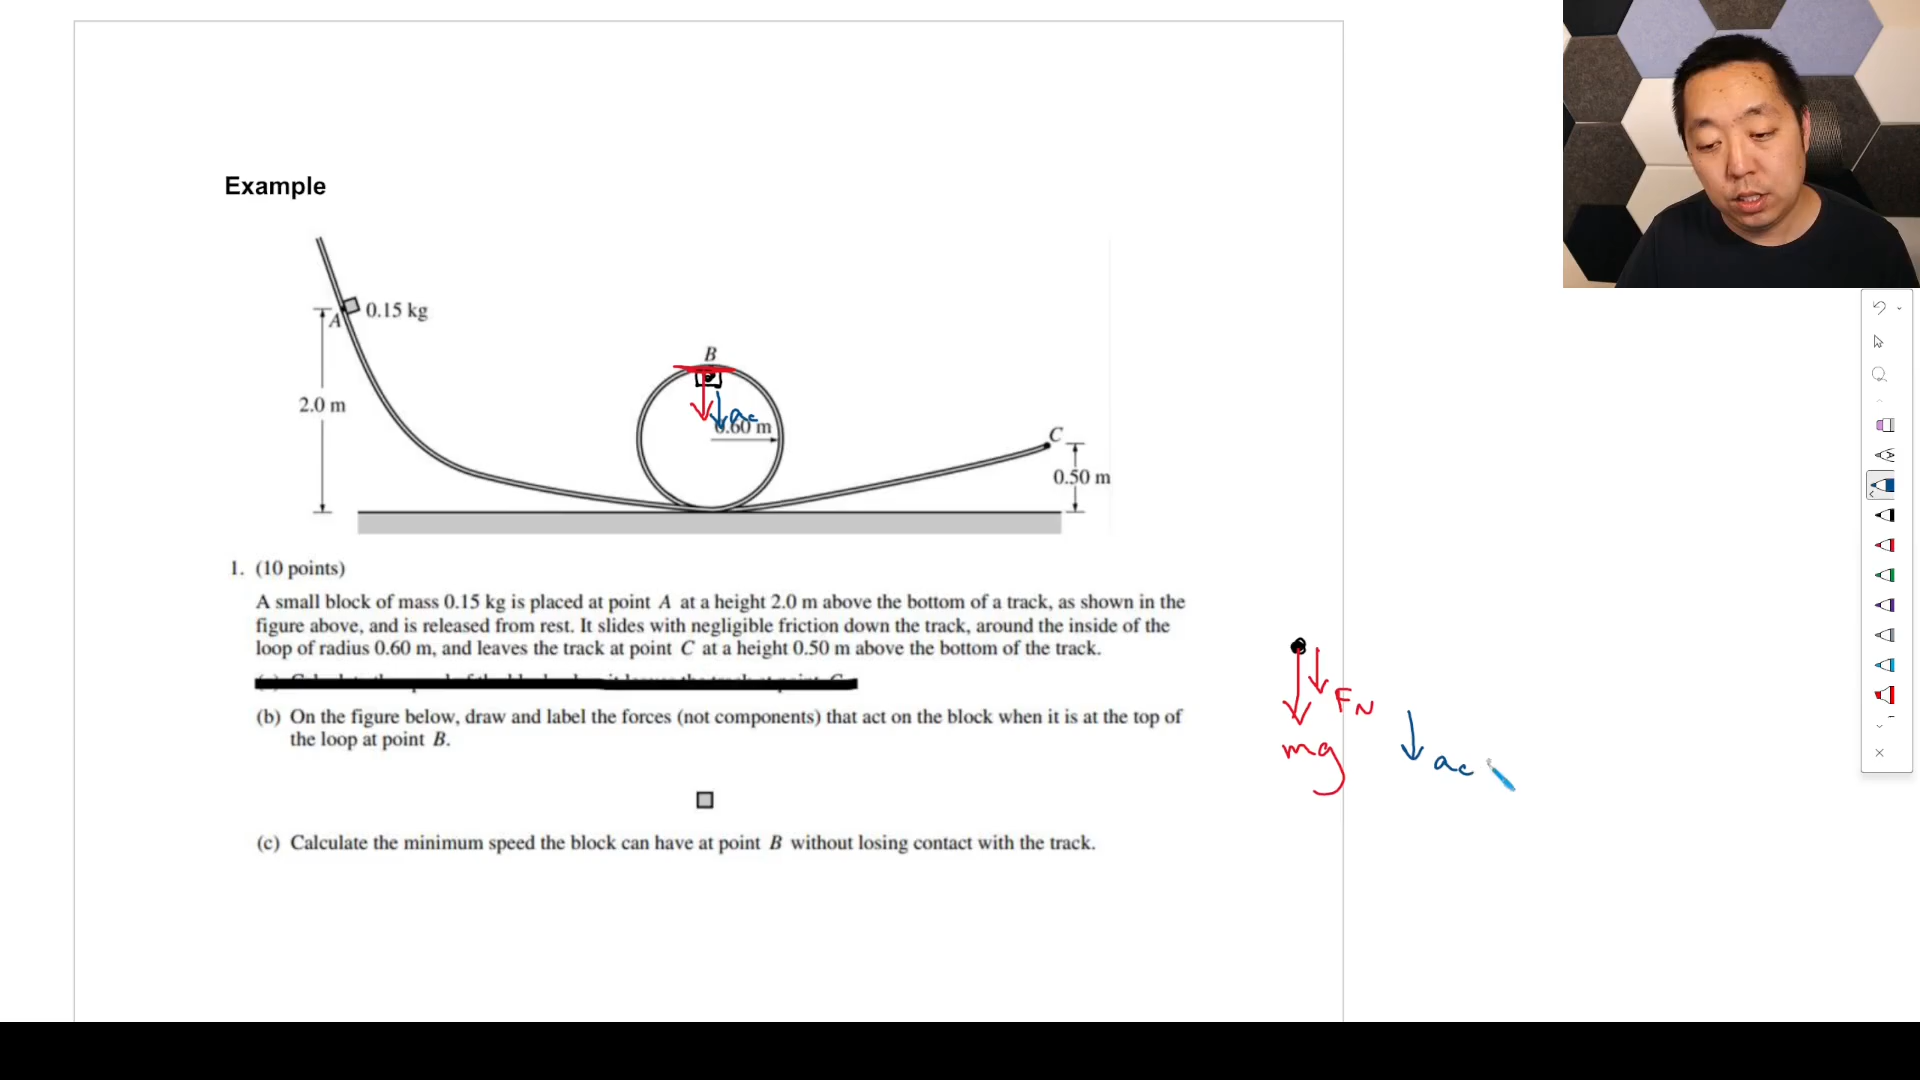 Example
A
0.15 kg
2.0 m
B
ac
0.60 m
C
0.50 m
1. (10 points)
A small block of mass 0.15 kg is placed at point A at a height 2.0 m above the bottom of a track, as shown in the
figure above, and is released from rest. It slides with negligible friction down the track, around the inside of the
loop of radius 0.60 m, and leaves the track at point C at a height 0.50 m above the bottom of the track.
(b) On the figure below, draw and label the forces (not components) that act on the block when it is at the top of
the loop at point B.
FN
mg
ac
(c) Calculate the minimum speed the block can have at point B without losing contact with the track.